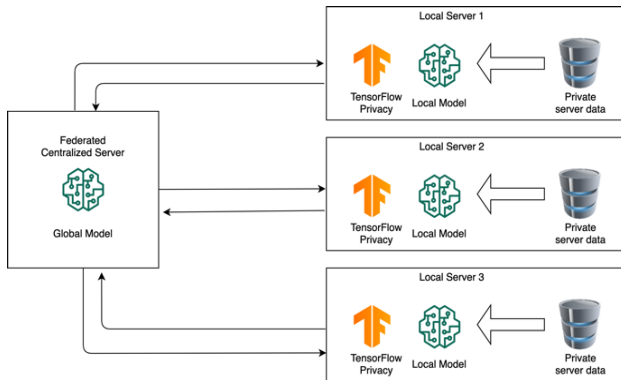 Local Server 1
TensorFlow
Privacy
Local Model
Private
server data
Federated
Centralized Server
Global Model
Local Server 2
TensorFlow
Privacy
Local Model
Private
server data
Local Server 3
TensorFlow
Privacy
Local Model
Private
server data